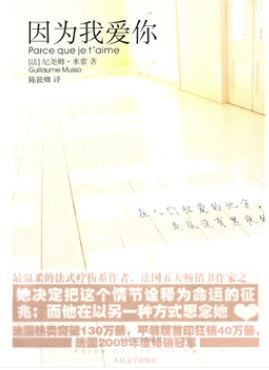 因为我爱你
Parce que je t'aime
[法] 纪尧姆·米索 著
Guillaume Musso
陈筱卿 译
在人们相爱的地方,
是从没有黑夜的
最温柔的法式疗伤系作者,法国五大畅销书作家之一
她决定把这个情节诠释为命运的征
兆;而他在以另一种方式思念她
法国热卖突破130万册,平装版首印狂销40万册,
法国2008年度畅销冠军
人民文学出版社